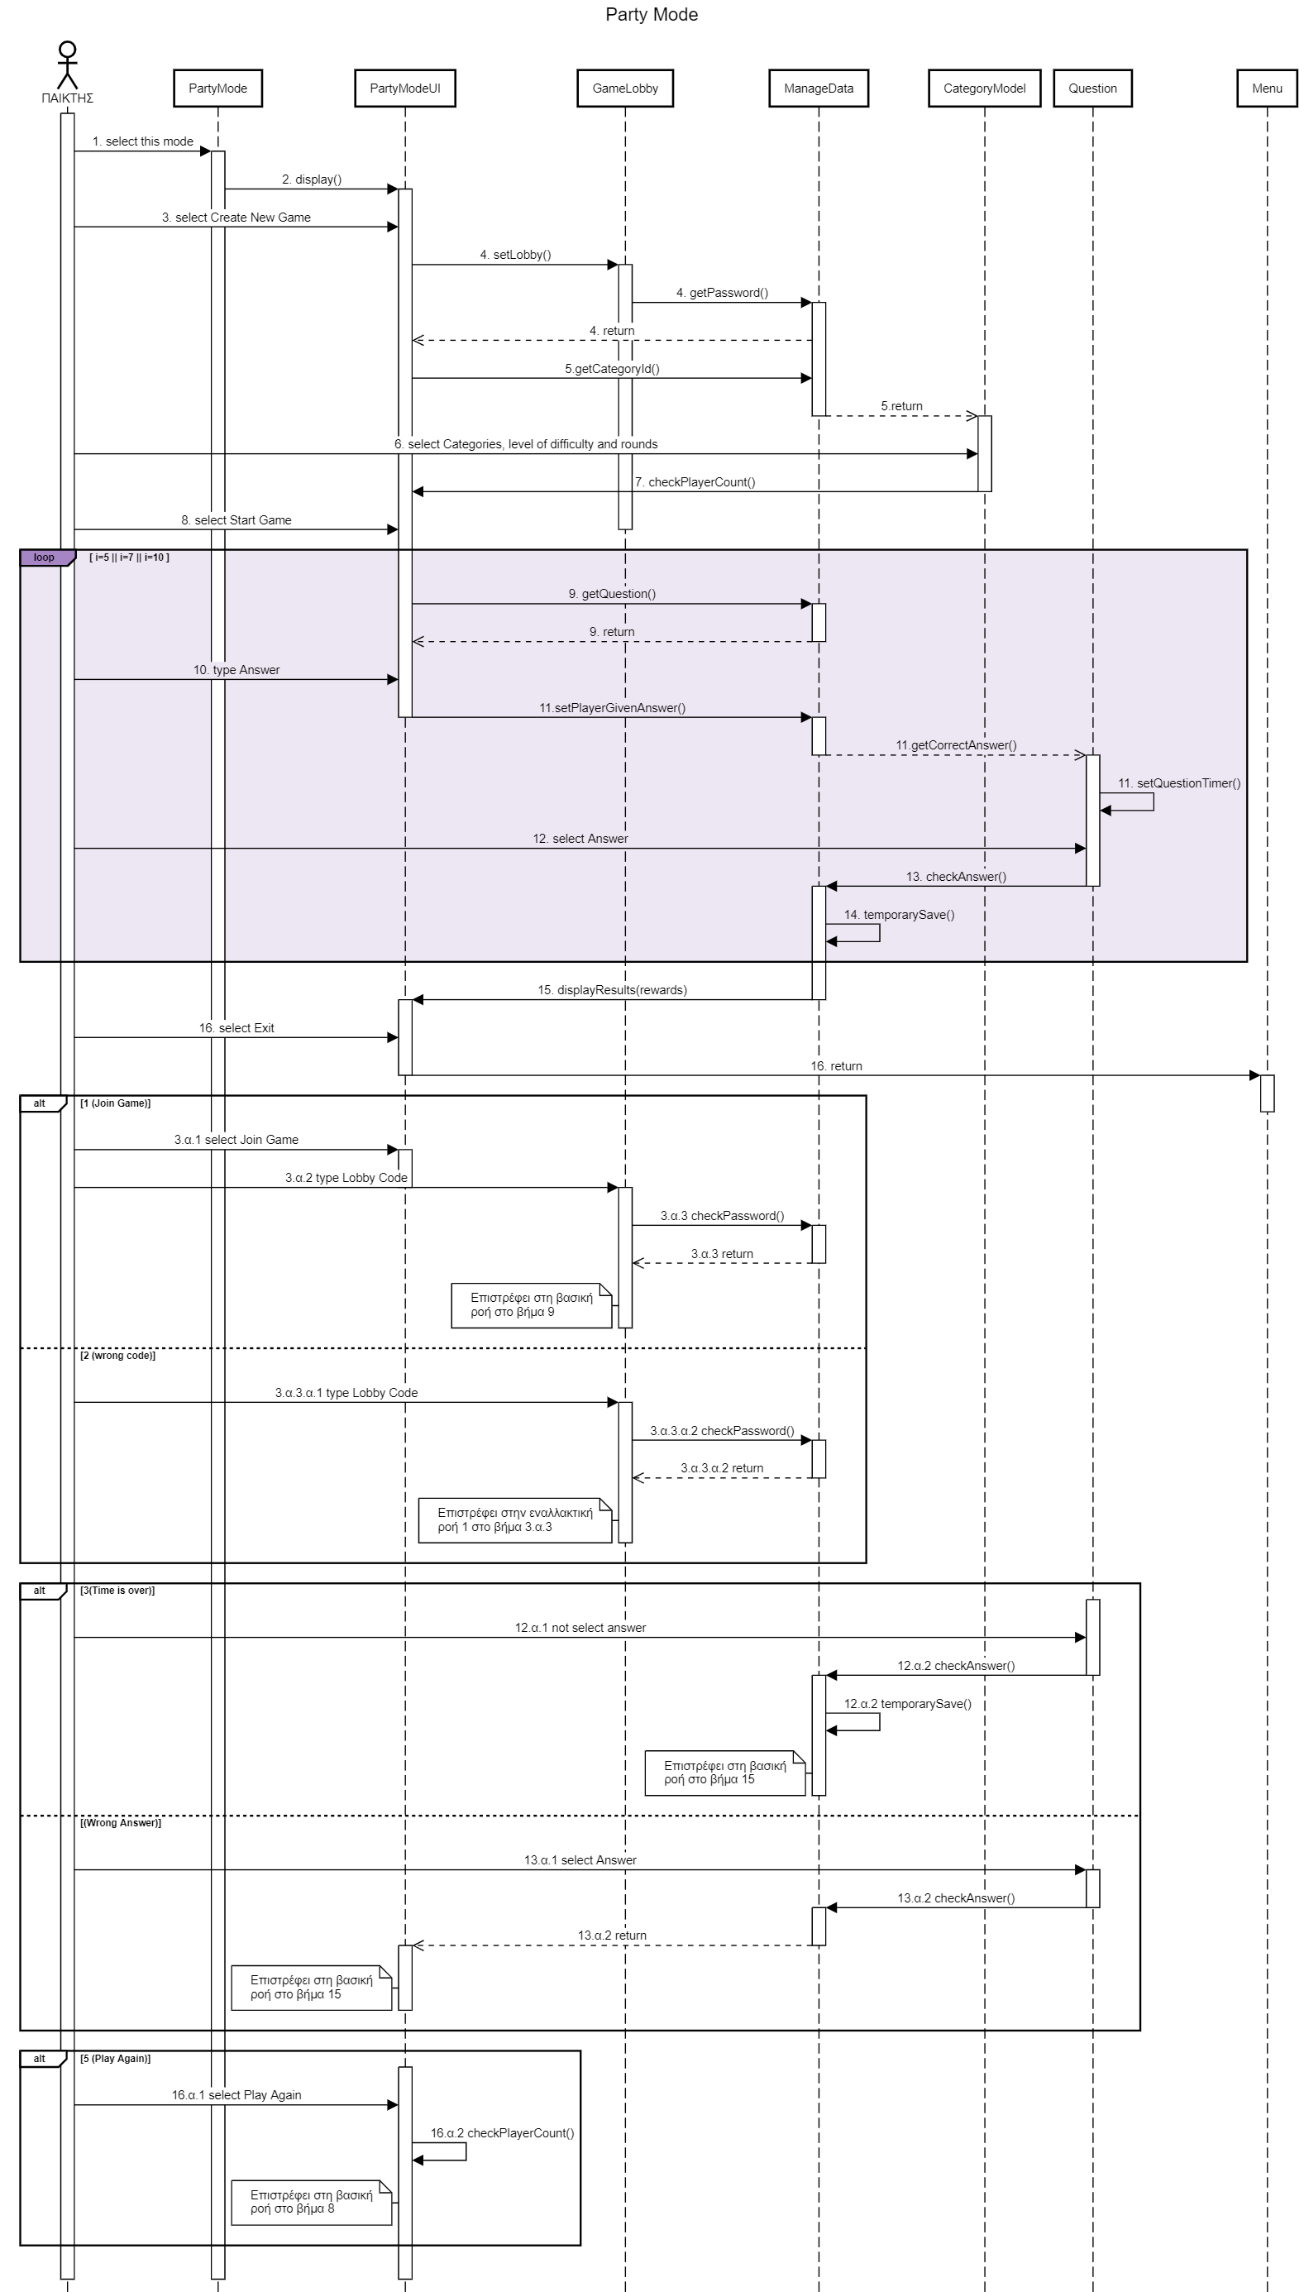 Party Mode
ΠΑΙΚΤΗΣ
PartyMode
PartyModeUI
GameLobby
ManageData
CategoryModel
Question
Menu
1. select this mode
2. display()
3. select Create New Game
4. setLobby()
4. getPassword()
4. return
5.getCategoryId()
5.return
6. select Categories, level of difficulty and rounds
7. checkPlayerCount()
8. select Start Game
loop
[ i=5 || i=7 || i=10 ]
9. getQuestion()
9. return
10. type Answer
11.setPlayerGivenAnswer()
11.getCorrectAnswer()
11. setQuestionTimer()
12. select Answer
13. checkAnswer()
14. temporarySave()
15. displayResults(rewards)
16. select Exit
16. return
alt
[1 (Join Game)]
3.α.1 select Join Game
3.α.2 type Lobby Code
3.α.3 checkPassword()
3.α.3 return
Επιστρέφει στη βασική
ροή στο βήμα 9
[2 (wrong code)]
3.α.3.α.1 type Lobby Code
3.α.3.α.2 checkPassword()
3.α.3.α.2 return
Επιστρέφει στην εναλλακτική
ροή 1 στο βήμα 3.α.3
alt
[3(Time is over)]
12.α.1 not select answer
12.α.2 checkAnswer()
12.α.2 temporarySave()
Επιστρέφει στη βασική
ροή στο βήμα 15
[(Wrong Answer)]
13.α.1 select Answer
13.α.2 checkAnswer()
13.α.2 return
Επιστρέφει στη βασική
ροή στο βήμα 15
alt
[5 (Play Again)]
16.α.1 select Play Again
16.α.2 checkPlayerCount()
Επιστρέφει στη βασική
ροή στο βήμα 8